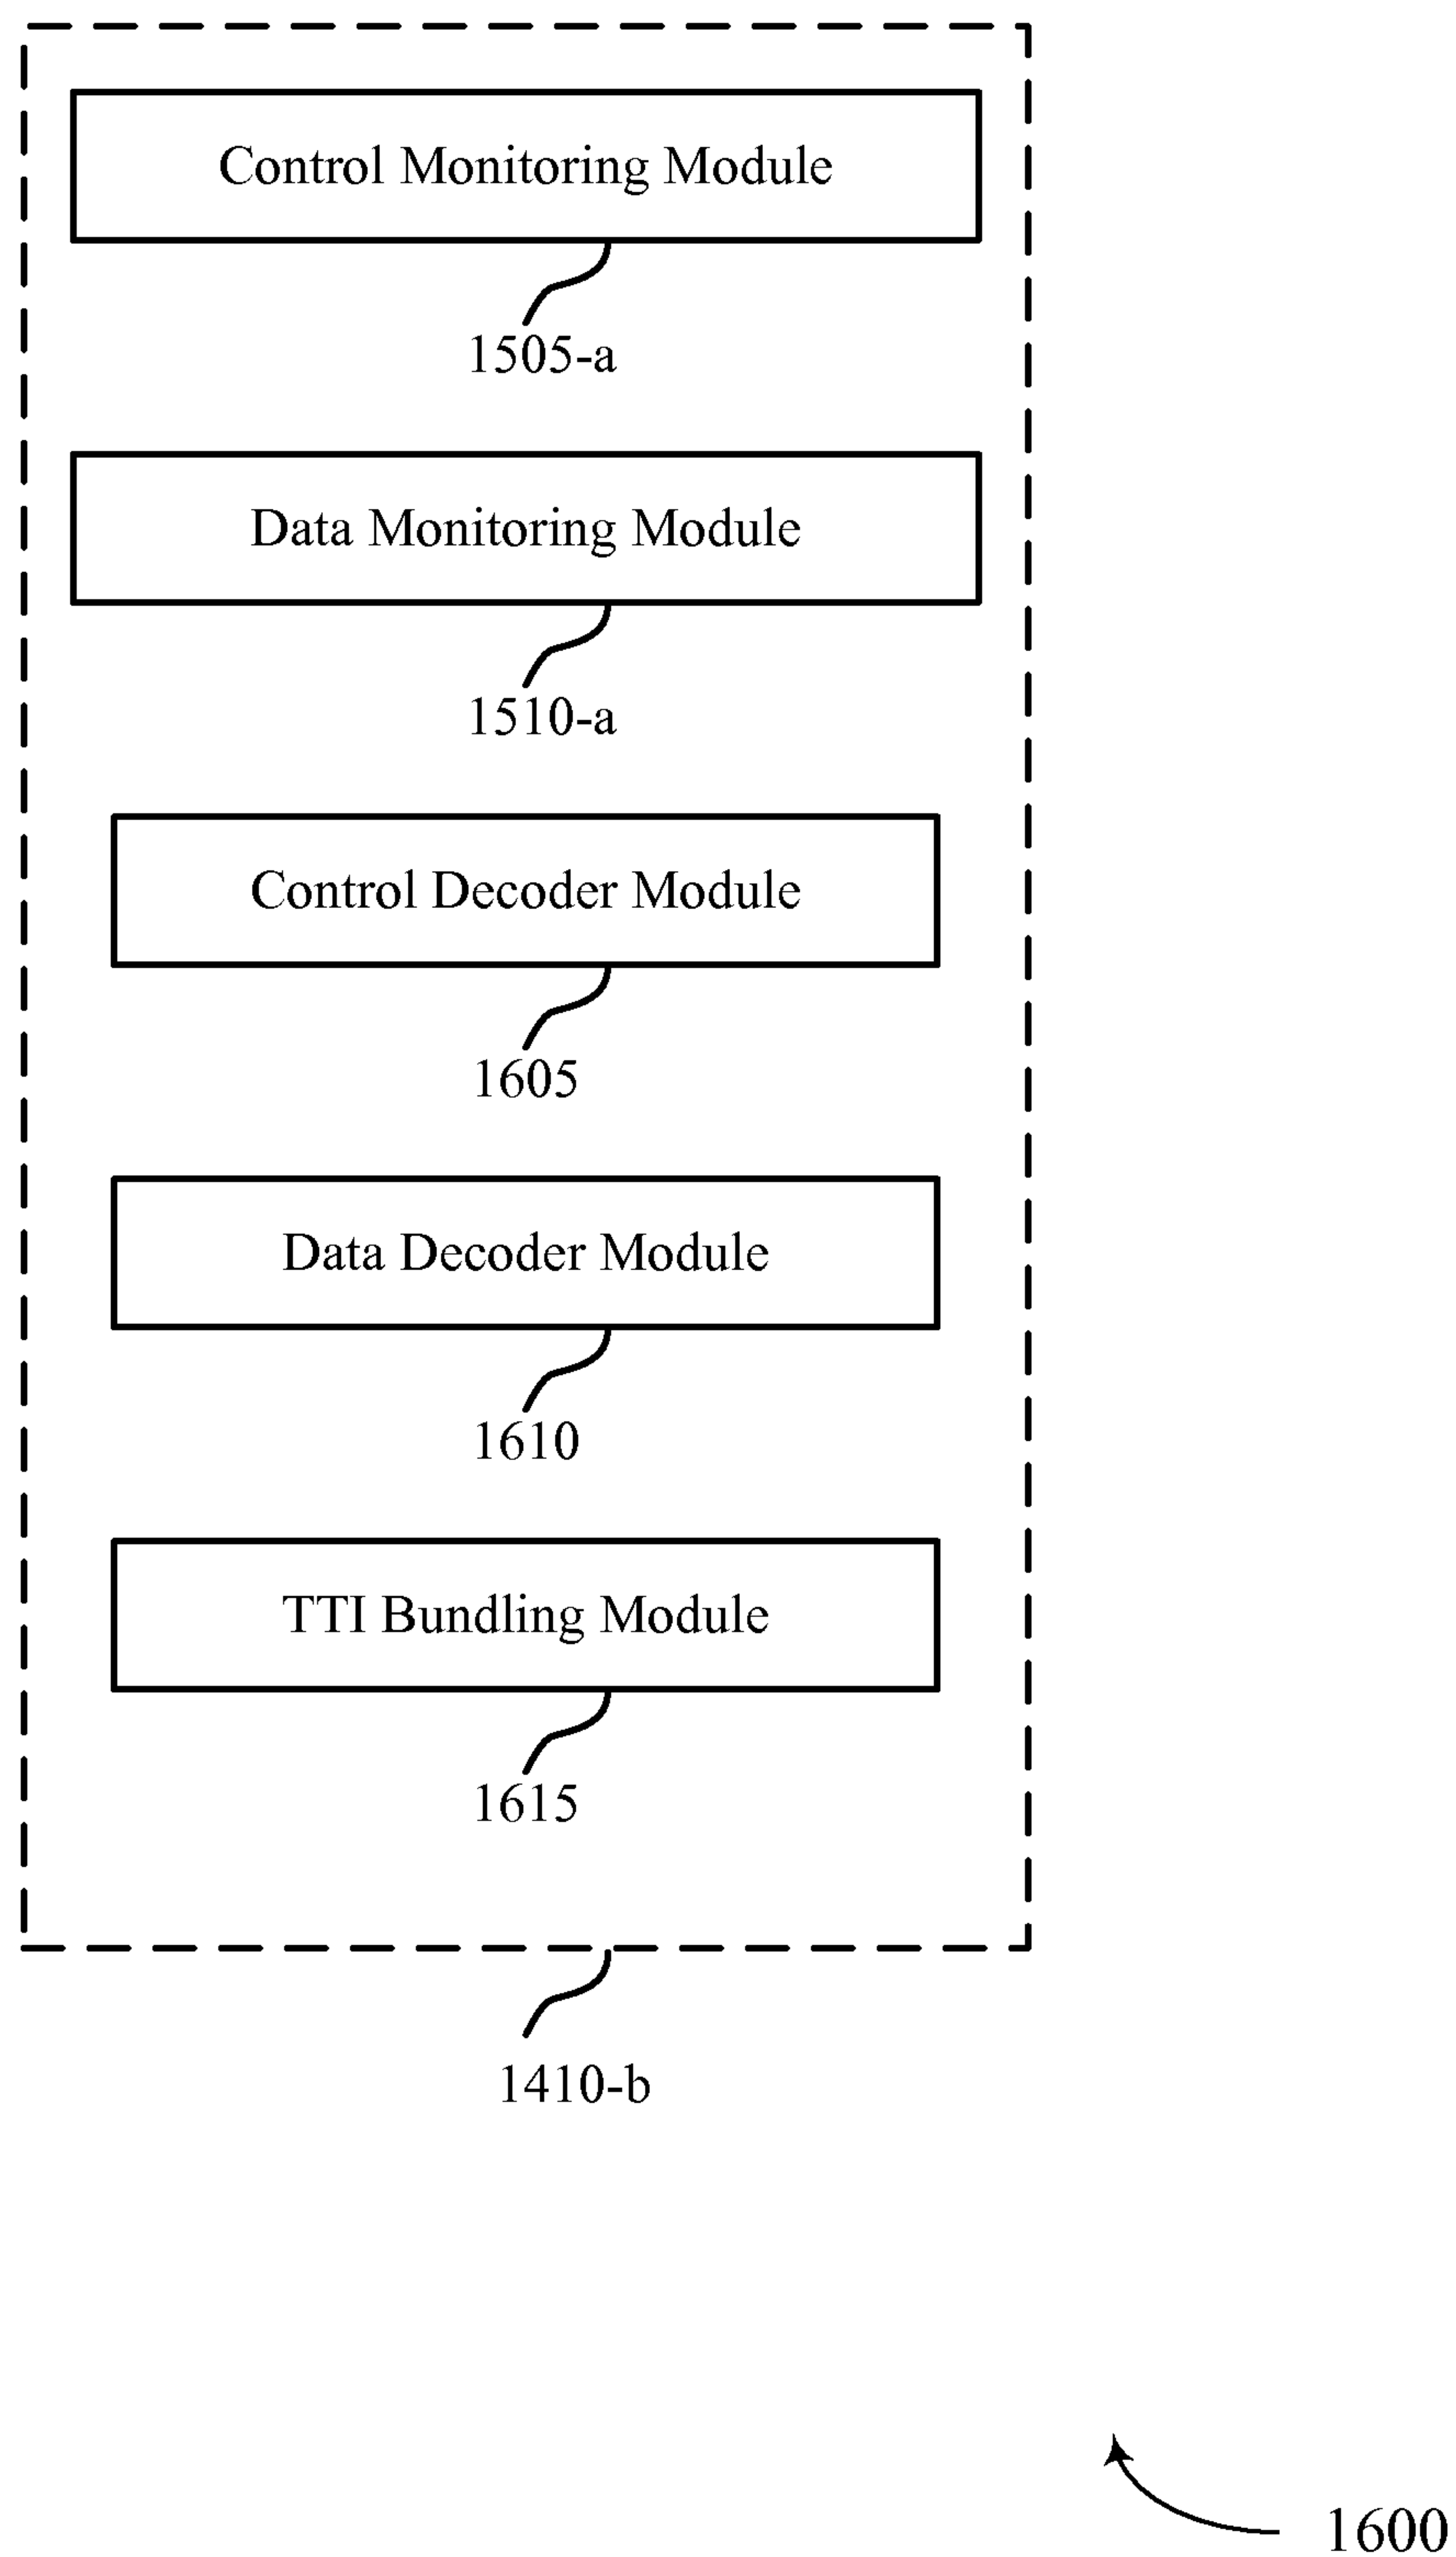 Control Monitoring Module
1505-a
Data Monitoring Module
1510-a
Control Decoder Module
1605
Data Decoder Module
1610
TTI Bundling Module
1615
1410-b
1600